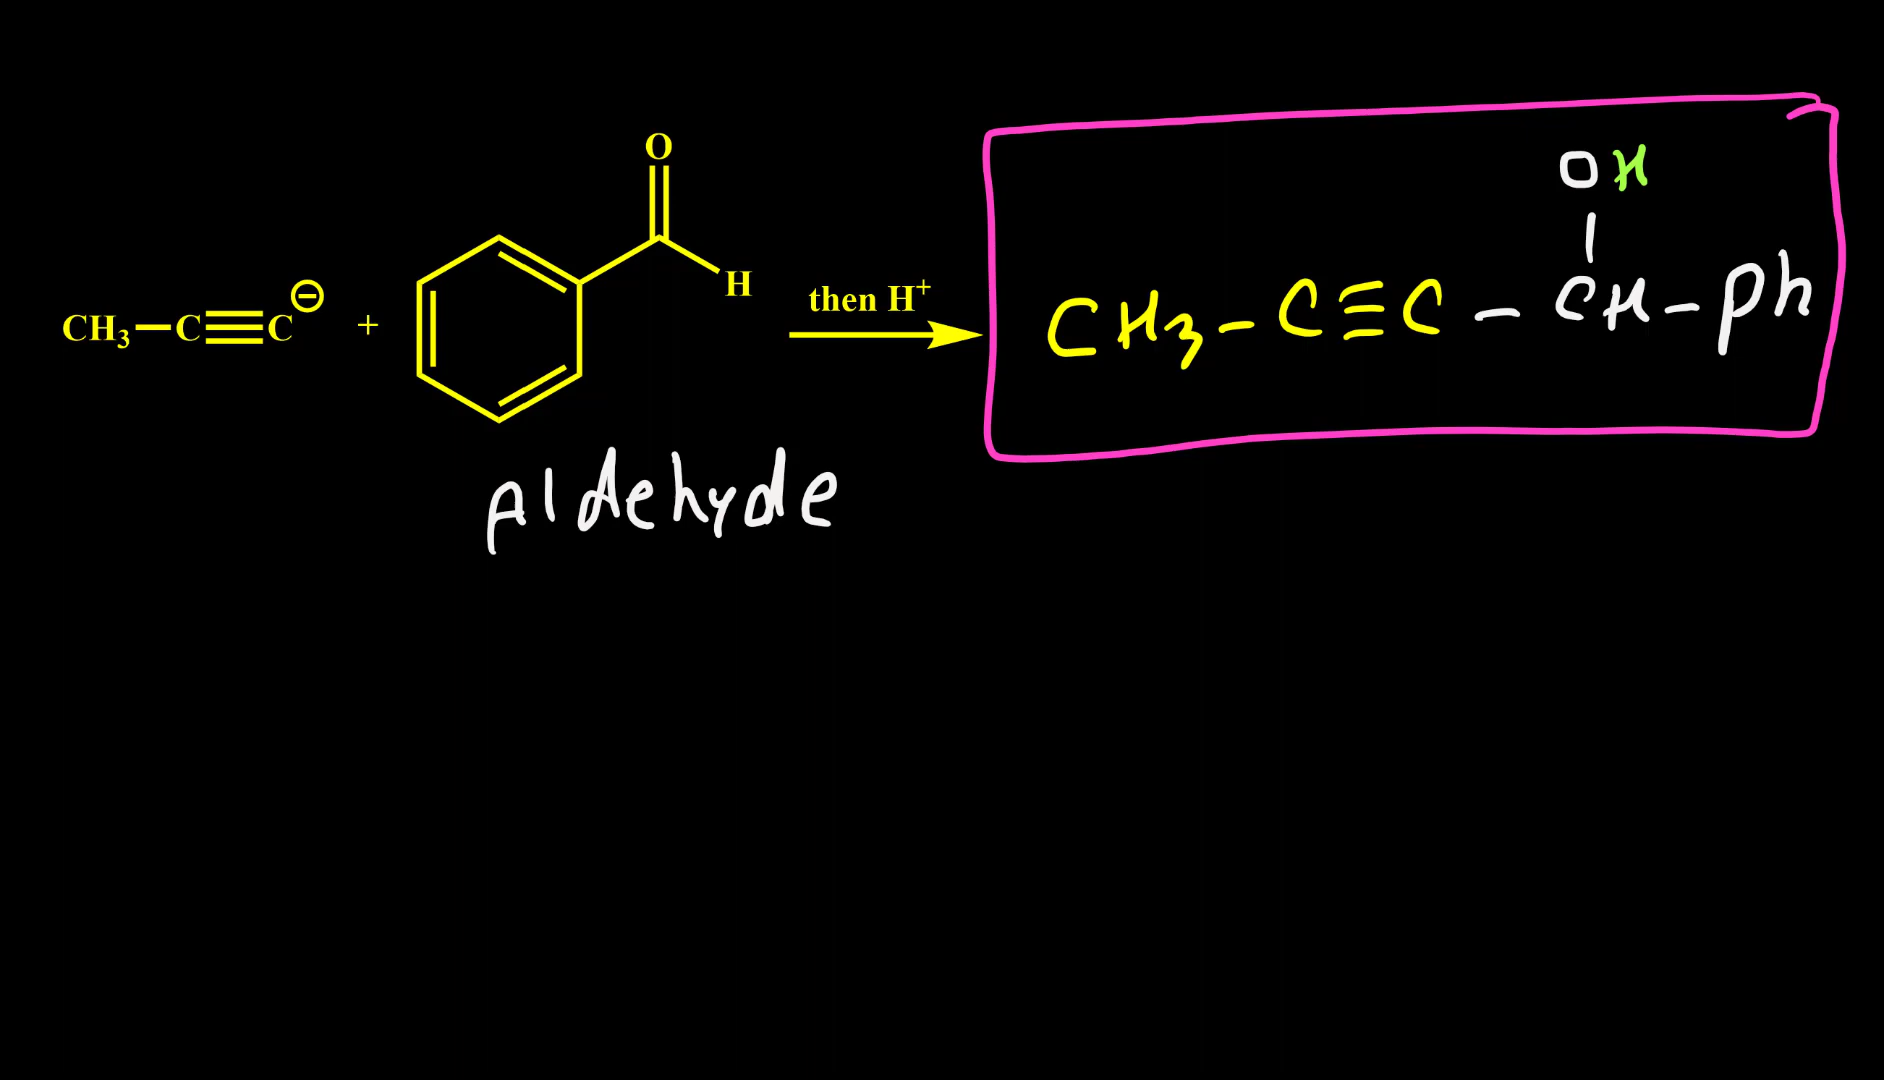 O
OH
H
CH₃—C≡C⊖ + then H⁺ CH₃-C≡C-CH-Ph
Aldehyde